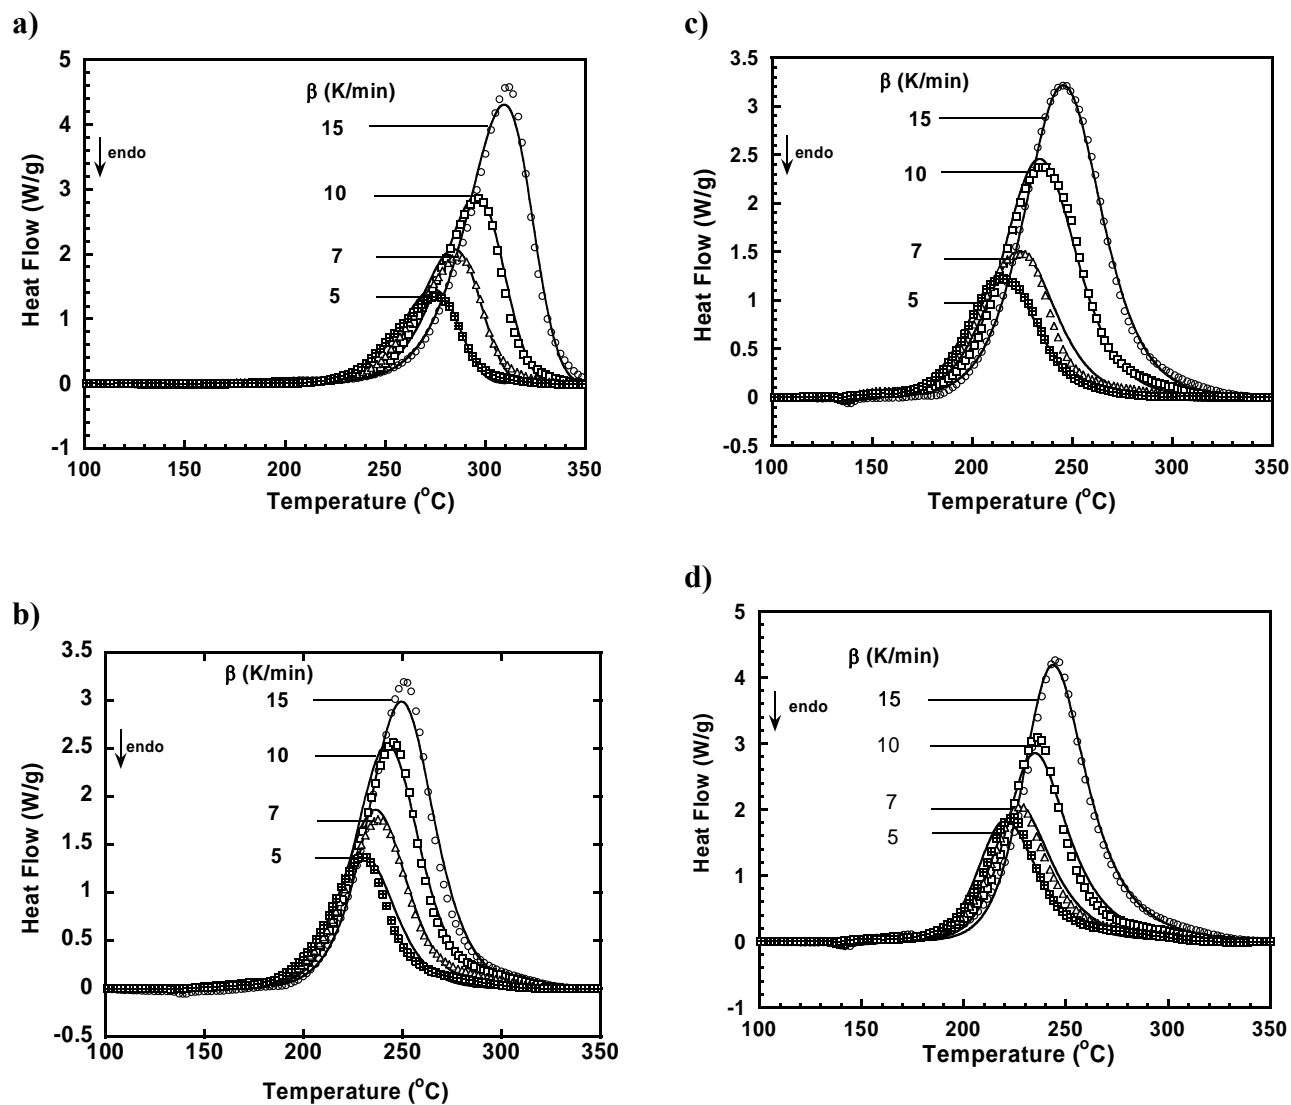 a)
5
4
3
2
1
0
-1
Heat Flow (W/g)
endo
β (K/min)
15
10
7
5
100 150 200 250 300 350
Temperature (°C)
c)
3.5
3
2.5
2
1.5
1
0.5
0
-0.5
Heat Flow (W/g)
endo
β (K/min)
15
10
7
5
100 150 200 250 300 350
Temperature (°C)
b)
3.5
3
2.5
2
1.5
1
0.5
0
-0.5
Heat Flow (W/g)
endo
β (K/min)
15
10
7
5
100 150 200 250 300 350
Temperature (°C)
d)
5
4
3
2
1
0
-1
Heat Flow (W/g)
endo
β (K/min)
15
10
7
5
100 150 200 250 300 350
Temperature (°C)